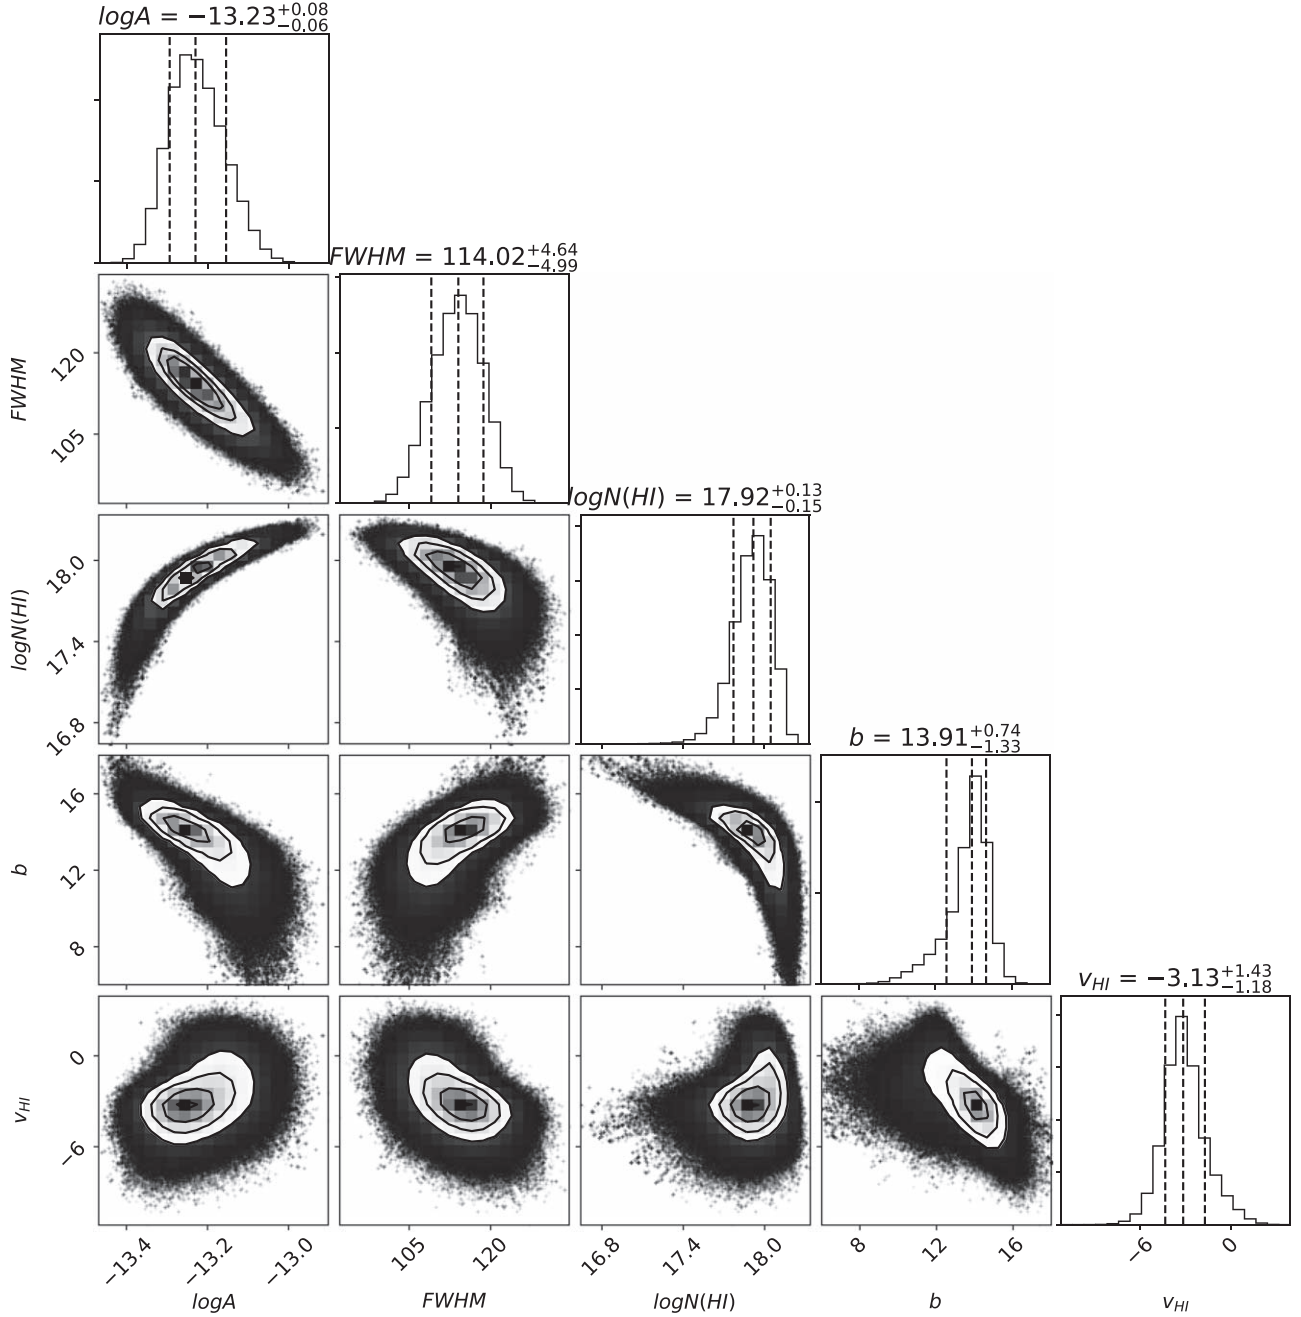 logA = −13.23+0.08 −0.06
FWHM = 114.02+4.64 −4.99
FWHM
120
105
logN(HI) = 17.92+0.13 −0.15
logN(HI)
18.0
17.4
16.8
b = 13.91+0.74 −1.33
b
16
12
8
vHI = −3.13+1.43 −1.18
vHI
0
−6
−13.4 −13.2 −13.0 105 120 16.8 17.4 18.0 8 12 16 −6 0
logA FWHM logN(HI) b vHI